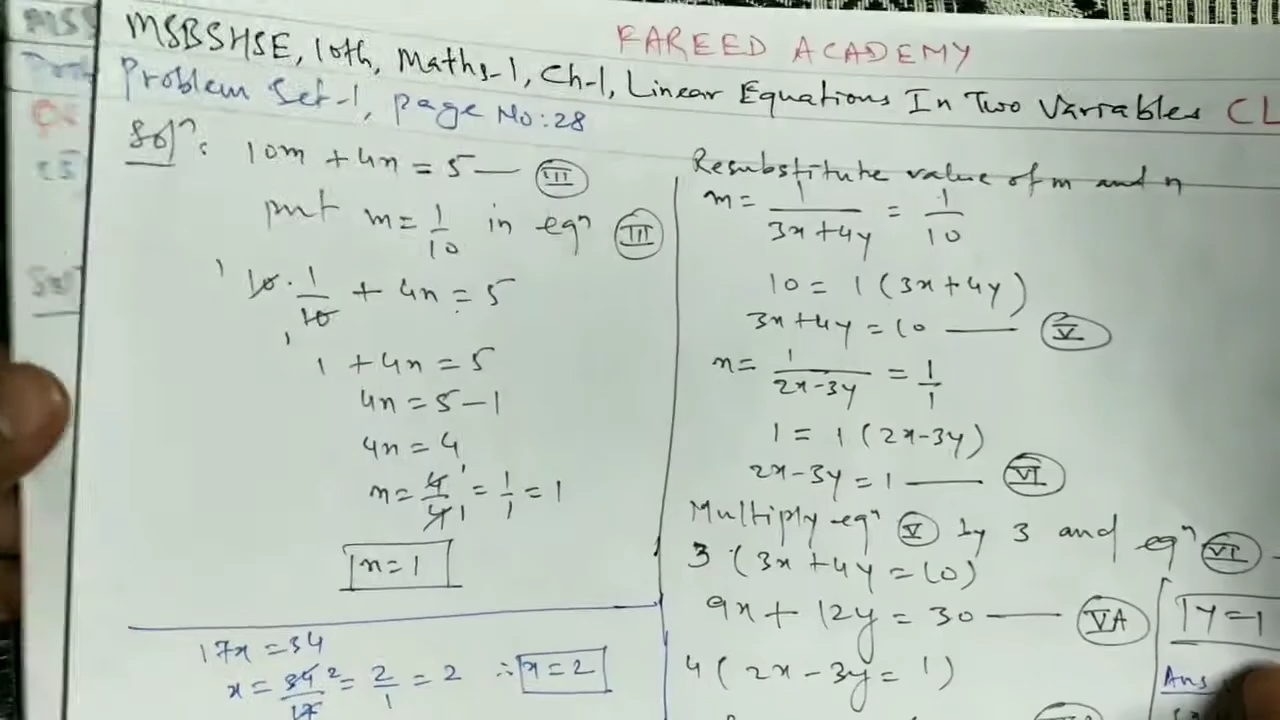 FAREED ACADEMY
MSBSHSE, 10th, Maths-1, Ch-1, Linear Equations In Two Variables CL
Problem Set-1, page No:28
Solⁿ: 10m + 4n = 5 — III
put m = 1/10 in eqⁿ III
10 · 1/10 + 4n = 5
1 + 4n = 5
4n = 5 - 1
4n = 4
n = 4/4 = 1/1 = 1
n = 1
17x = 34
x = 34/17 = 2/1 = 2 ∴ x = 2
Resubstitute value of m and n
m = 1/(3x+4y) = 1/10
10 = 1(3x+4y)
3x+4y = 10 — V
n = 1/(2x-3y) = 1/1
1 = 1(2x-3y)
2x-3y = 1 — VI
Multiply eqⁿ V by 3 and eqⁿ VI
3(3x+4y = 10)
9x + 12y = 30 — VA
4(2x-3y = 1)
y = 1
Ans